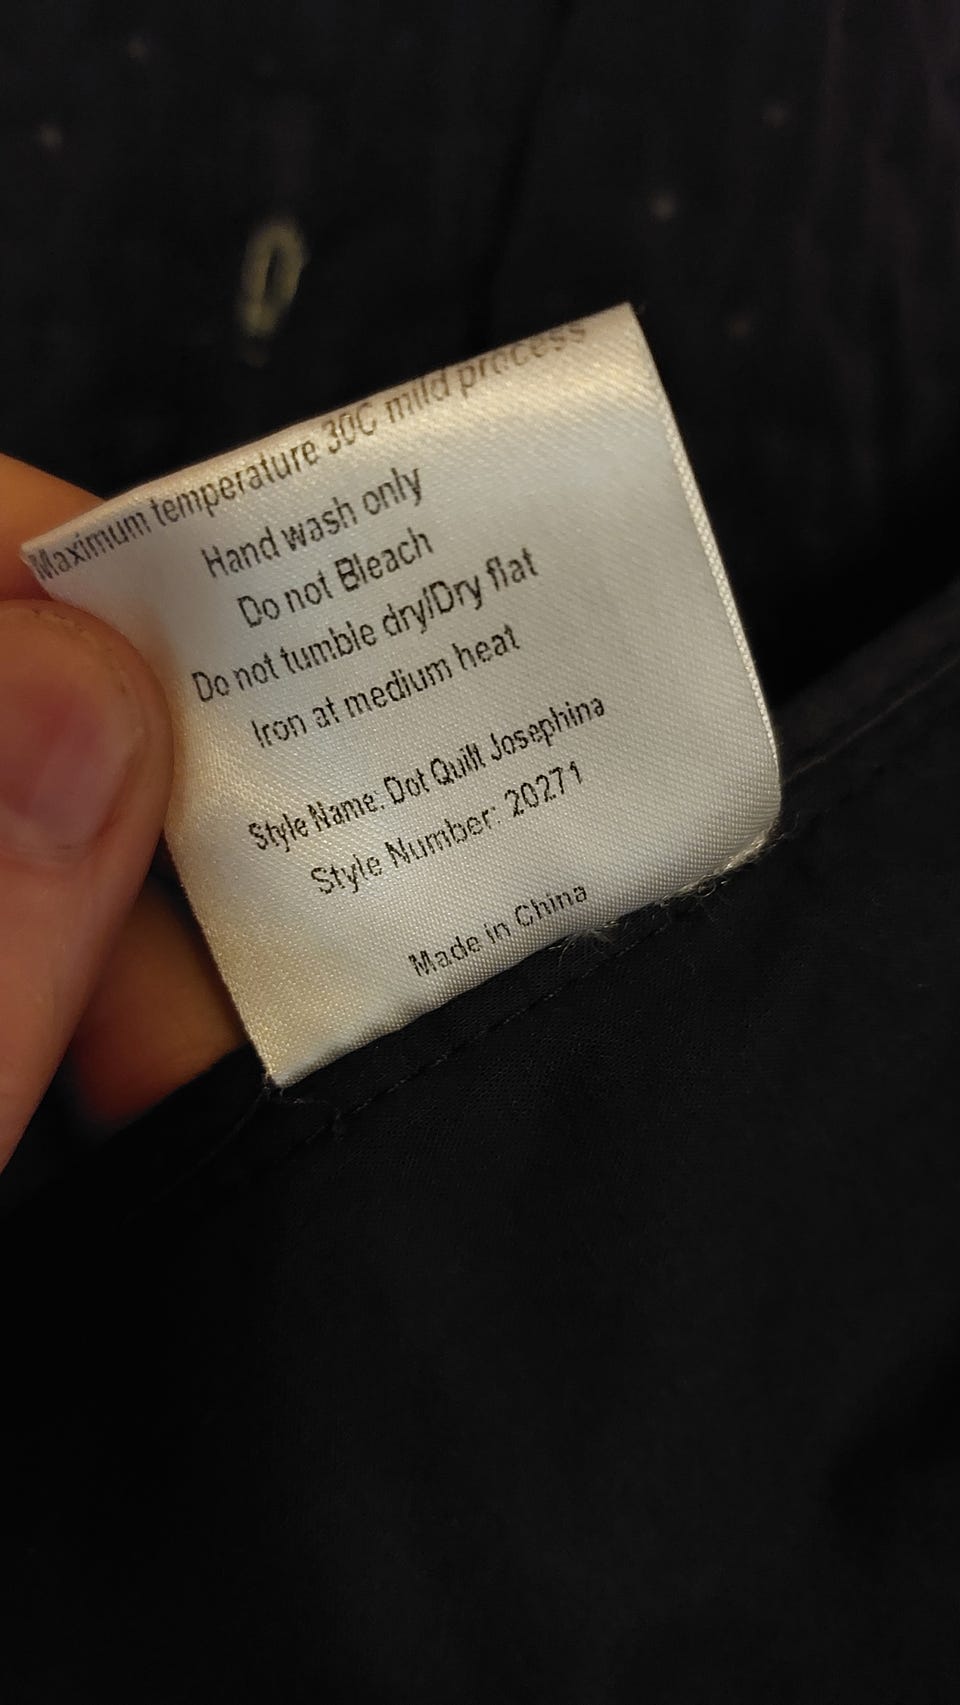 Maximum temperature 30C mild process
Hand wash only
Do not Bleach
Do not tumble dry/Dry flat
Iron at medium heat
Style Name: Dot Quilt Josephina
Style Number: 20271
Made in China